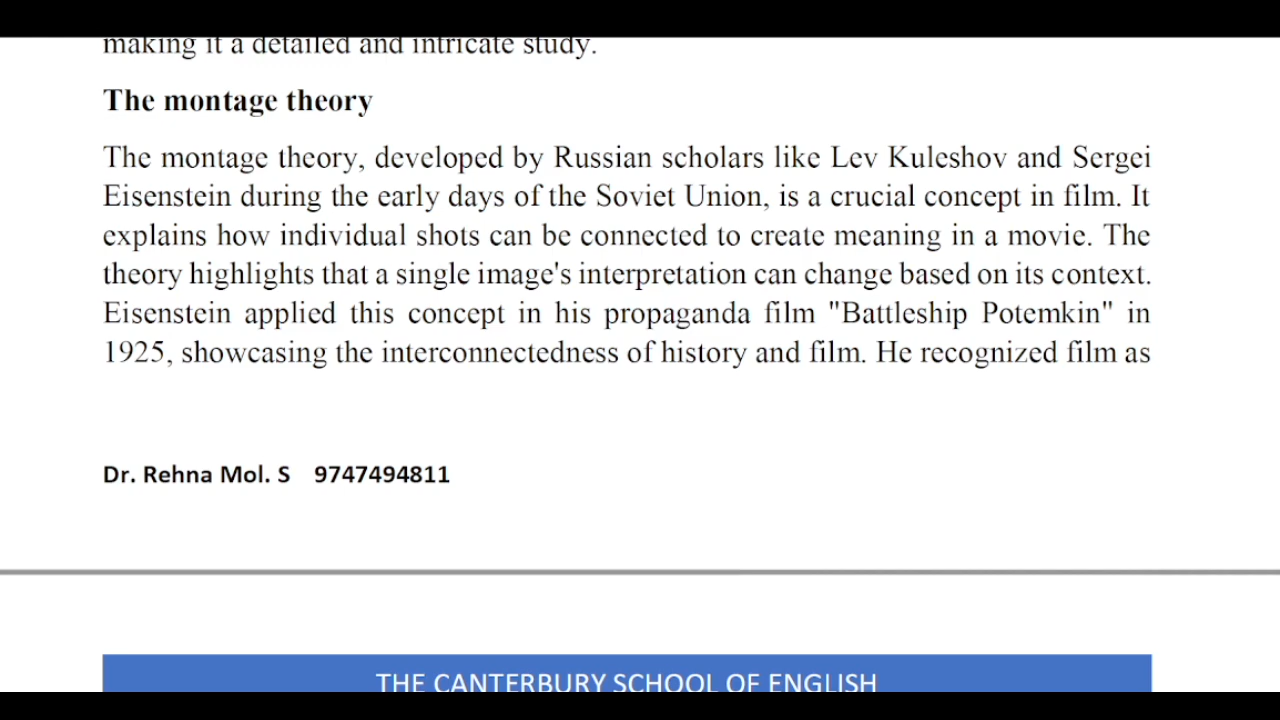 making it a detailed and intricate study.
The montage theory
The montage theory, developed by Russian scholars like Lev Kuleshov and Sergei
Eisenstein during the early days of the Soviet Union, is a crucial concept in film. It
explains how individual shots can be connected to create meaning in a movie. The
theory highlights that a single image's interpretation can change based on its context.
Eisenstein applied this concept in his propaganda film "Battleship Potemkin" in
1925, showcasing the interconnectedness of history and film. He recognized film as
Dr. Rehna Mol. S 9747494811
THE CANTERBURY SCHOOL OF ENGLISH